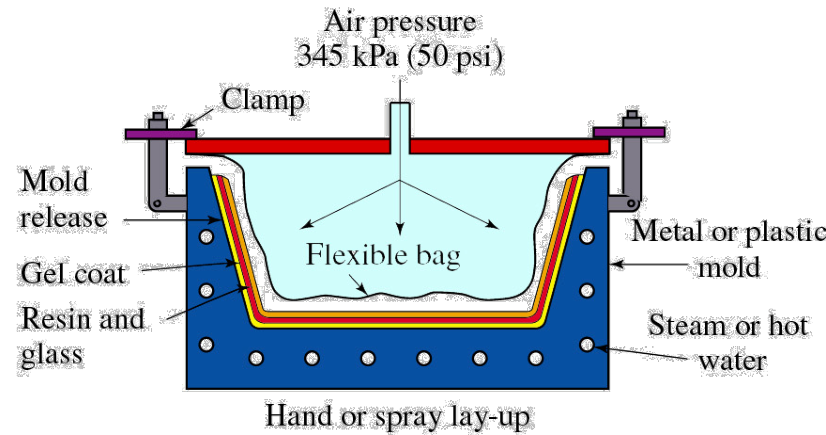 Air pressure
345 kPa (50 psi)
Clamp
Mold
release
Gel coat
Resin and
glass
Flexible bag
Metal or plastic
mold
Steam or hot
water
Hand or spray lay-up